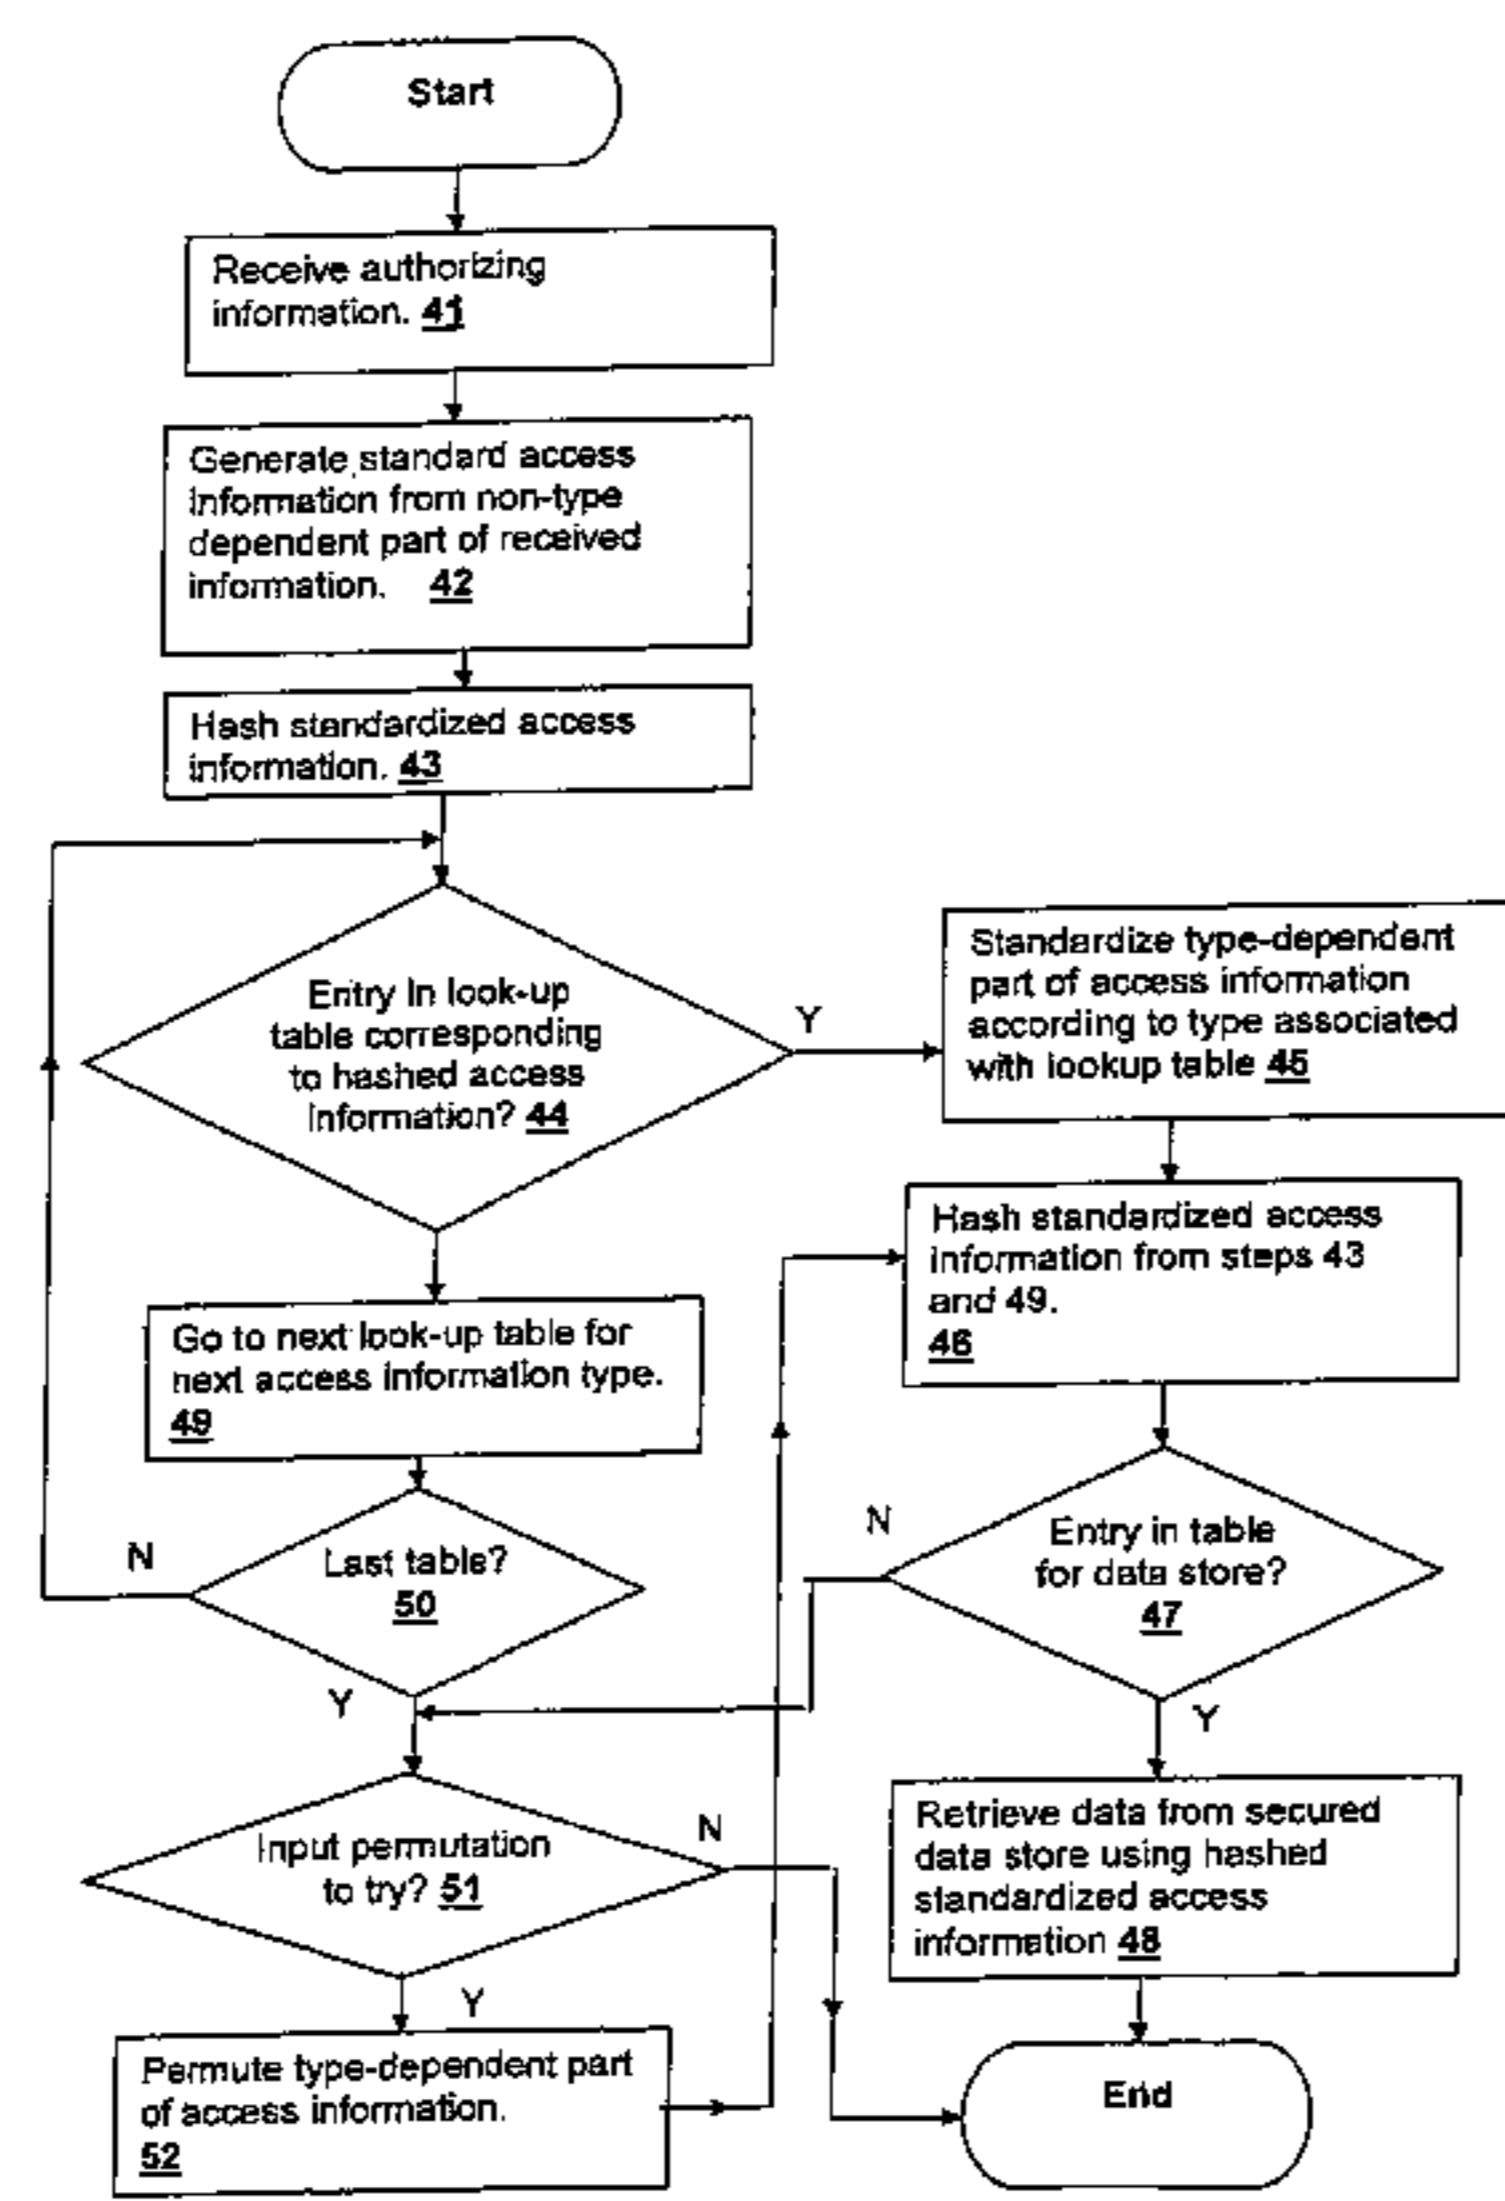 Start
Receive authorizing
information. 41
Generate standard access
information from non-type
dependent part of received
information. 42
Hash standardized access
information. 43
Entry in look-up
table corresponding
to hashed access
information? 44
Y
Standardize type-dependent
part of access information
according to type associated
with lookup table 45
Hash standardized access
information from steps 43
and 49.
46
Go to next look-up table for
next access information type.
49
N
Last table?
50
Y
N
Entry in table
for data store?
47
Y
Input permutation
to try? 51
N
Y
Retrieve data from secured
data store using hashed
standardized access
information 48
Permute type-dependent part
of access information.
52
End